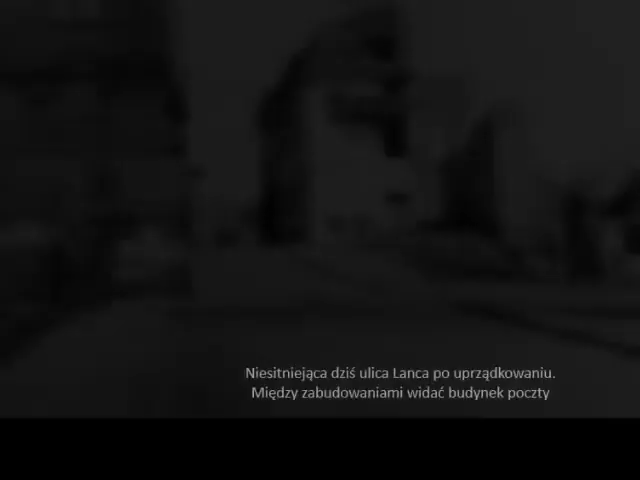 Niesitniejąca dziś ulica Lanca po uprządkowaniu.
Między zabudowaniami widać budynek poczty